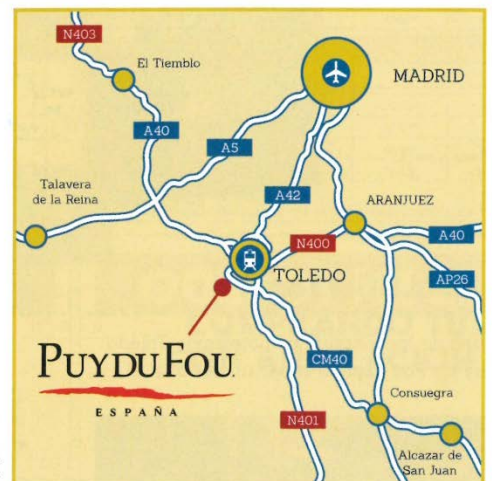 N403
El Tiemblo
MADRID
A40
A5
Talavera
de la Reina
A42
ARANJUEZ
N400
A40
TOLEDO
AP26
PUY DU FOU
ESPAÑA
CM40
Consuegra
N401
Alcazar de
San Juan